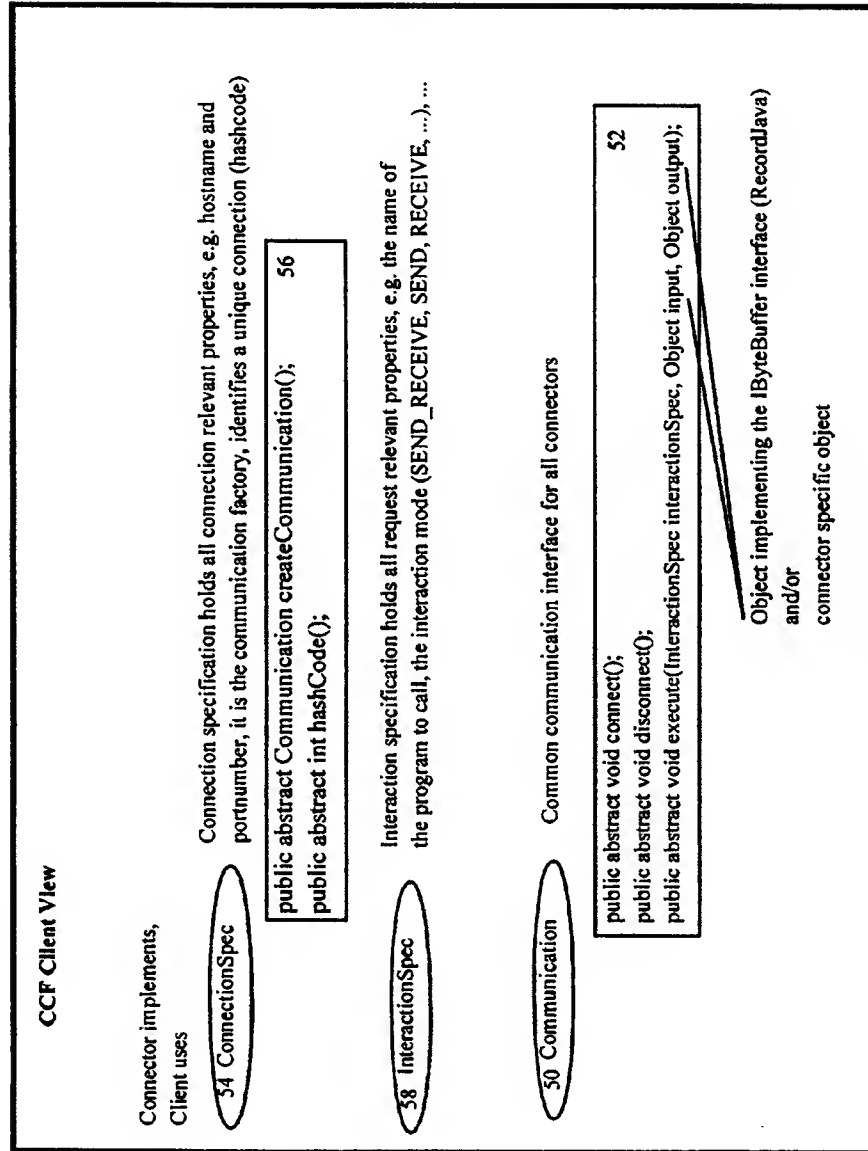 CCF Client View
Connector implements,
Client uses
54 ConnectionSpec
Connection specification holds all connection relevant properties, e.g. hostname and
portnumber, it is the communication factory, identifies a unique connection (hashcode)
public abstract Communication createCommunication();
56
public abstract int hashCode();
58 InteractionSpec
Interaction specification holds all request relevant properties, e.g. the name of
the program to call, the interaction mode (SEND_RECEIVE, SEND, RECEIVE, ...), ...
50 Communication
Common communication interface for all connectors
public abstract void connect();
52
public abstract void disconnect();
public abstract void execute(InteractionSpec interactionSpec, Object input, Object output);
Object implementing the IByteBuffer interface (RecordJava)
and/or
connector specific object